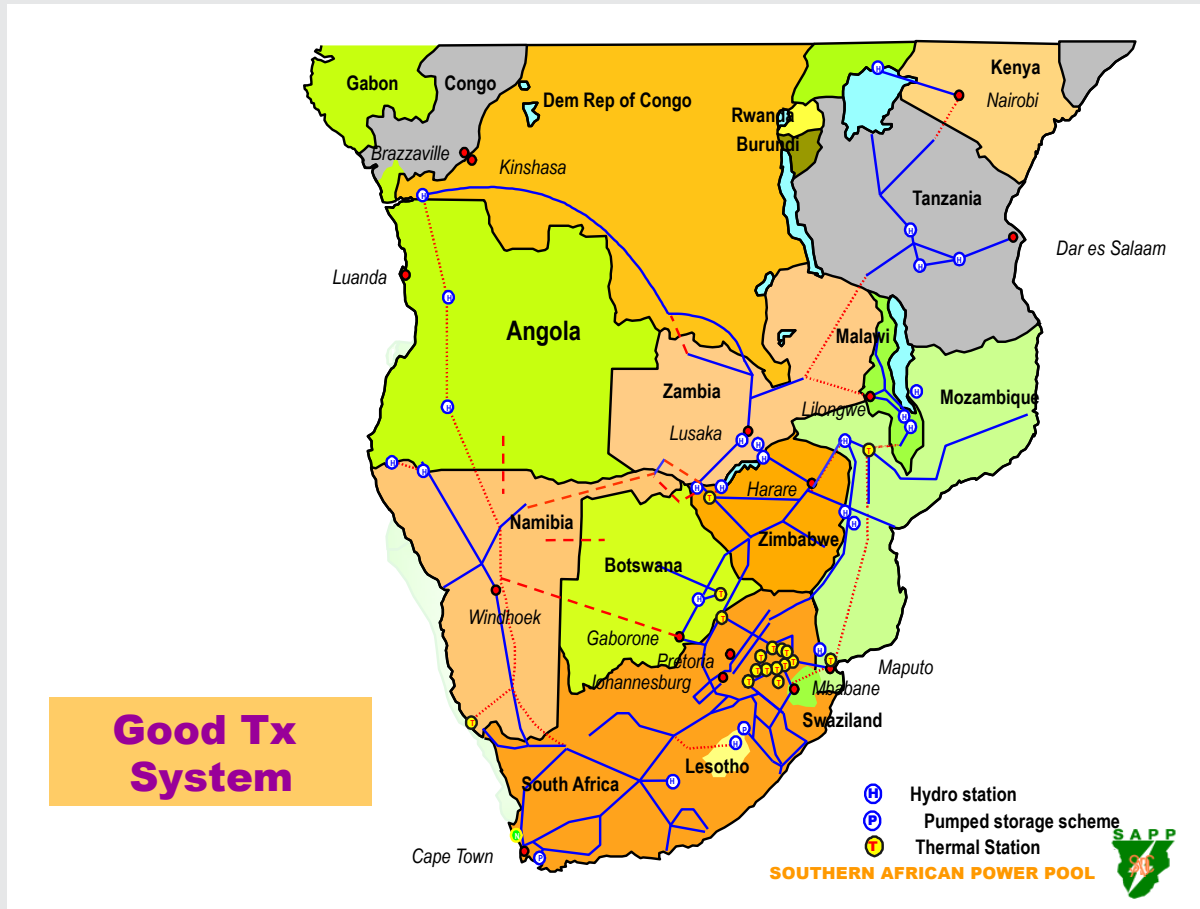 Gabon
Congo
Dem Rep of Congo
Kenya
Nairobi
Rwanda
Burundi
Brazzaville
Kinshasa
Tanzania
Dar es Salaam
Luanda
Angola
Malawi
Zambia
Mozambique
Lilongwe
Lusaka
Harare
Namibia
Zimbabwe
Botswana
Windhoek
Gaborone
Pretoria
Johannesburg
Maputo
Mbabane
Swaziland
Good Tx
System
Lesotho
South Africa
Cape Town
H Hydro station
P Pumped storage scheme
T Thermal Station
SAPP
SOUTHERN AFRICAN POWER POOL